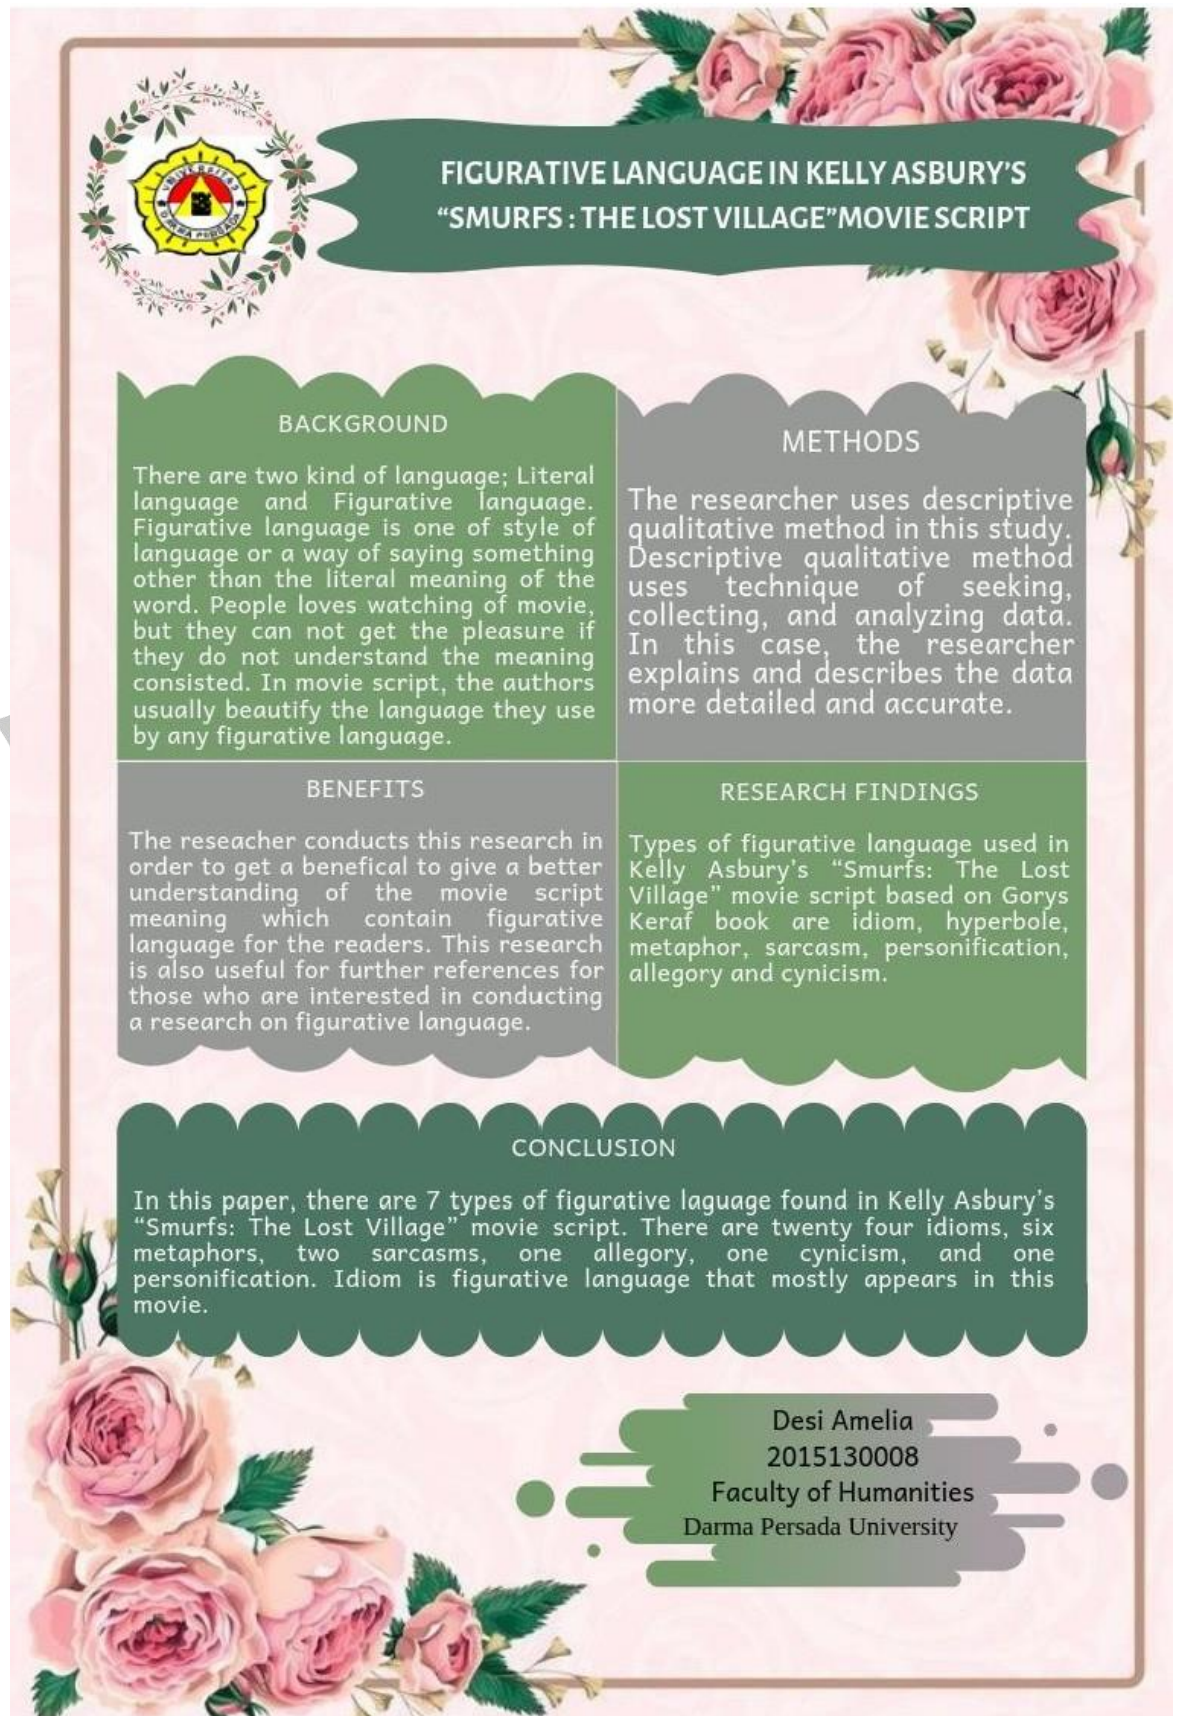 UNIVERSITAS
DARMA PERSADA
FIGURATIVE LANGUAGE IN KELLY ASBURY'S
“SMURFS : THE LOST VILLAGE”MOVIE SCRIPT
BACKGROUND
There are two kind of language; Literal
language and Figurative language.
Figurative language is one of style of
language or a way of saying something
other than the literal meaning of the
word. People loves watching of movie,
but they can not get the pleasure if
they do not understand the meaning
consisted. In movie script, the authors
usually beautify the language they use
by any figurative language.
METHODS
The researcher uses descriptive
qualitative method in this study.
Descriptive qualitative method
uses technique of seeking,
collecting, and analyzing data.
In this case, the researcher
explains and describes the data
more detailed and accurate.
BENEFITS
The reseacher conducts this research in
order to get a benefical to give a better
understanding of the movie script
meaning which contain figurative
language for the readers. This research
is also useful for further references for
those who are interested in conducting
a research on figurative language.
RESEARCH FINDINGS
Types of figurative language used in
Kelly Asbury's “Smurfs: The Lost
Village” movie script based on Gorys
Keraf book are idiom, hyperbole,
metaphor, sarcasm, personification,
allegory and cynicism.
CONCLUSION
In this paper, there are 7 types of figurative laguage found in Kelly Asbury's
“Smurfs: The Lost Village” movie script. There are twenty four idioms, six
metaphors, two sarcasms, one allegory, one cynicism, and one
personification. Idiom is figurative language that mostly appears in this
movie.
Desi Amelia
2015130008
Faculty of Humanities
Darma Persada University